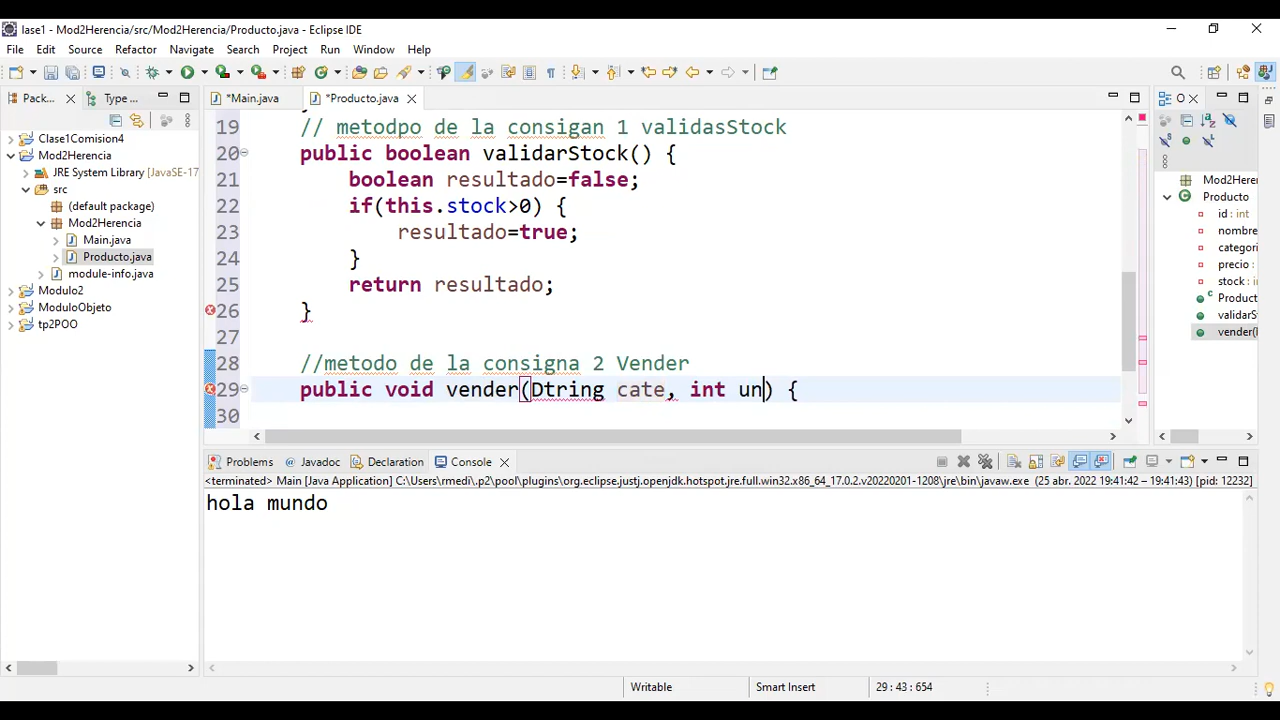 lase1 - Mod2Herencia/src/Mod2Herencia/Producto.java - Eclipse IDE
File Edit Source Refactor Navigate Search Project Run Window Help
Pack... Type ... *Main.java *Producto.java O
Clase1Comision4
Mod2Herencia
JRE System Library [JavaSE-17
src
(default package)
Mod2Herencia
Main.java
Producto.java
module-info.java
Modulo2
ModuloObjeto
tp2POO
19 // metodpo de la consigan 1 validasStock
20 public boolean validarStock() {
21 boolean resultado=false;
22 if(this.stock>0) {
23 resultado=true;
24 }
25 return resultado;
26 }
27
28 //metodo de la consigna 2 Vender
29 public void vender(Dtring cate, int un) {
30
Mod2Heren
Producto
id : int
nombre
categori
precio :
stock : in
Product
validarS
vender(I
Problems Javadoc Declaration Console
<terminated> Main [Java Application] C:\Users\rmedi\.p2\pool\plugins\org.eclipse.justj.openjdk.hotspot.jre.full.win32.x86_64_17.0.2.v20220201-1208\jre\bin\javaw.exe (25 abr. 2022 19:41:42 – 19:41:43) [pid: 12232]
hola mundo
Writable Smart Insert 29 : 43 : 654